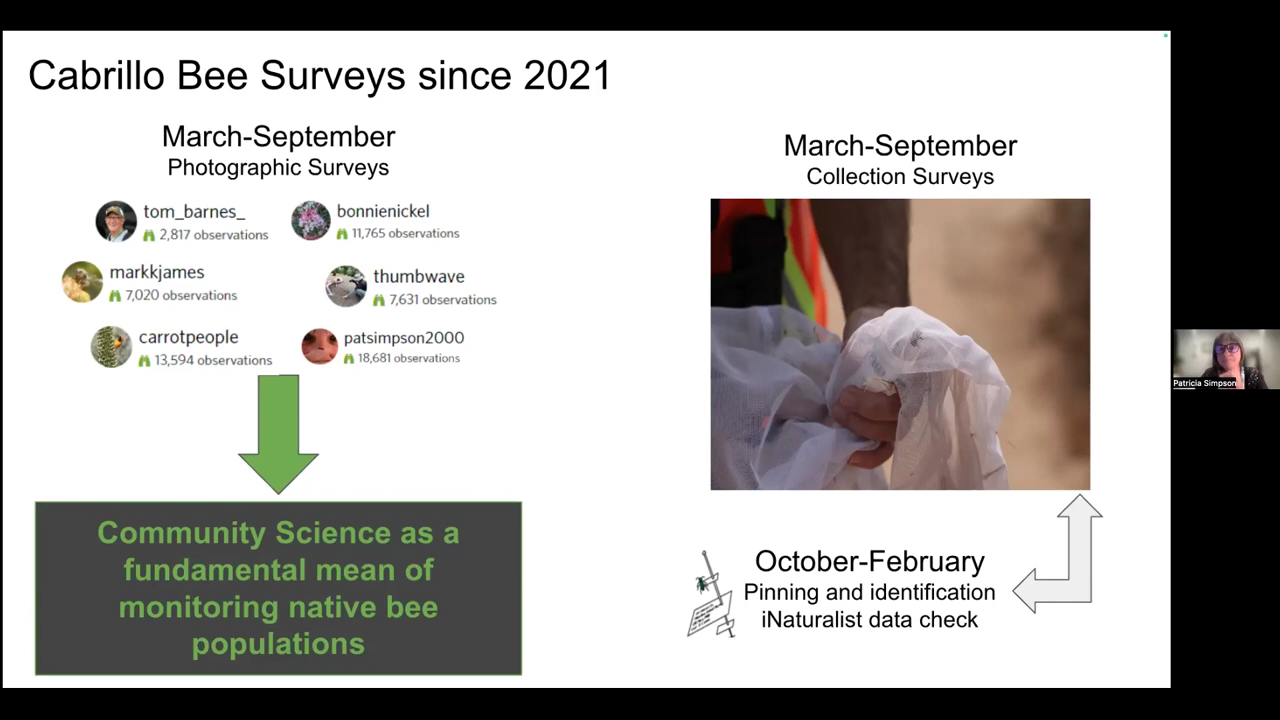 Cabrillo Bee Surveys since 2021
March-September
Photographic Surveys
tom_barnes_
2,817 observations
bonnienickel
11,765 observations
markkjames
7,020 observations
thumbwave
7,631 observations
carrotpeople
13,594 observations
patsimpson2000
18,681 observations
Community Science as a
fundamental mean of
monitoring native bee
populations
March-September
Collection Surveys
October-February
Pinning and identification
iNaturalist data check
Patricia Simpson